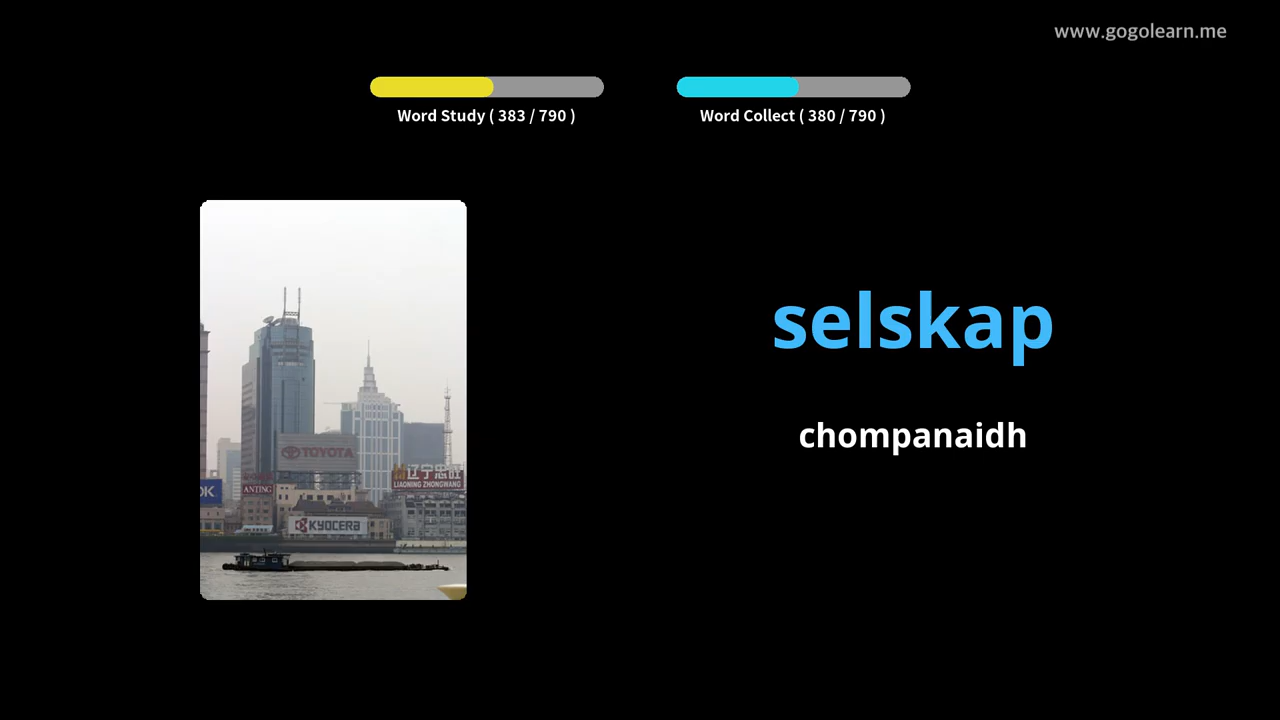 www.gogolearn.me
Word Study ( 383 / 790 )
Word Collect ( 380 / 790 )
selskap
chompanaidh
TOYOTA
辽宁忠旺
LIAONING ZHONGWANG
OK
ANTING
KYOCERA